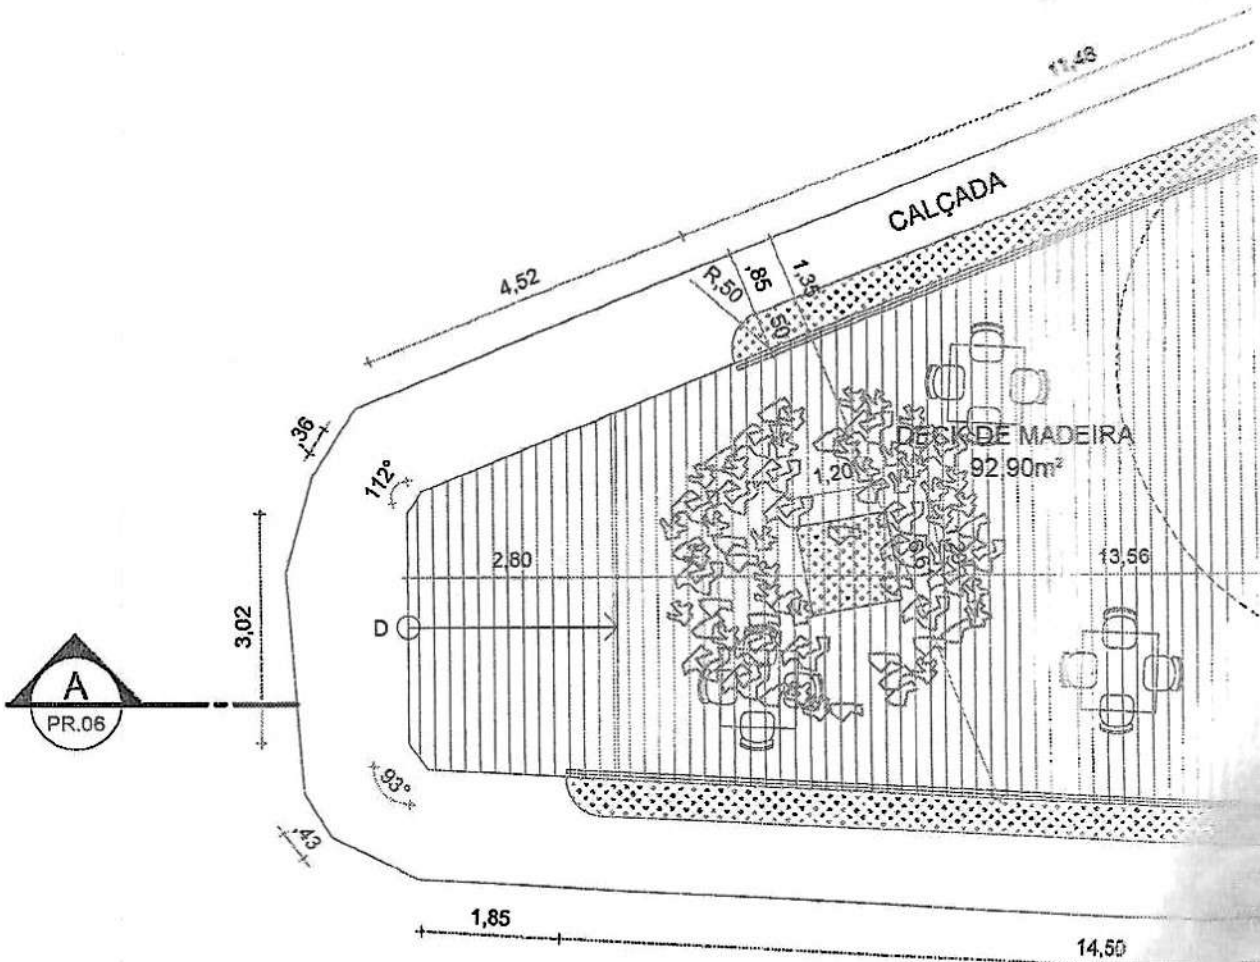 11,48
CALÇADA
4,52
R,50
,85
1,35
,50
,36
DECK DE MADEIRA
92.90m²
112°
1,20
2,80
13,56
3,02
D
A
PR.06
93°
,43
1,85
14,50